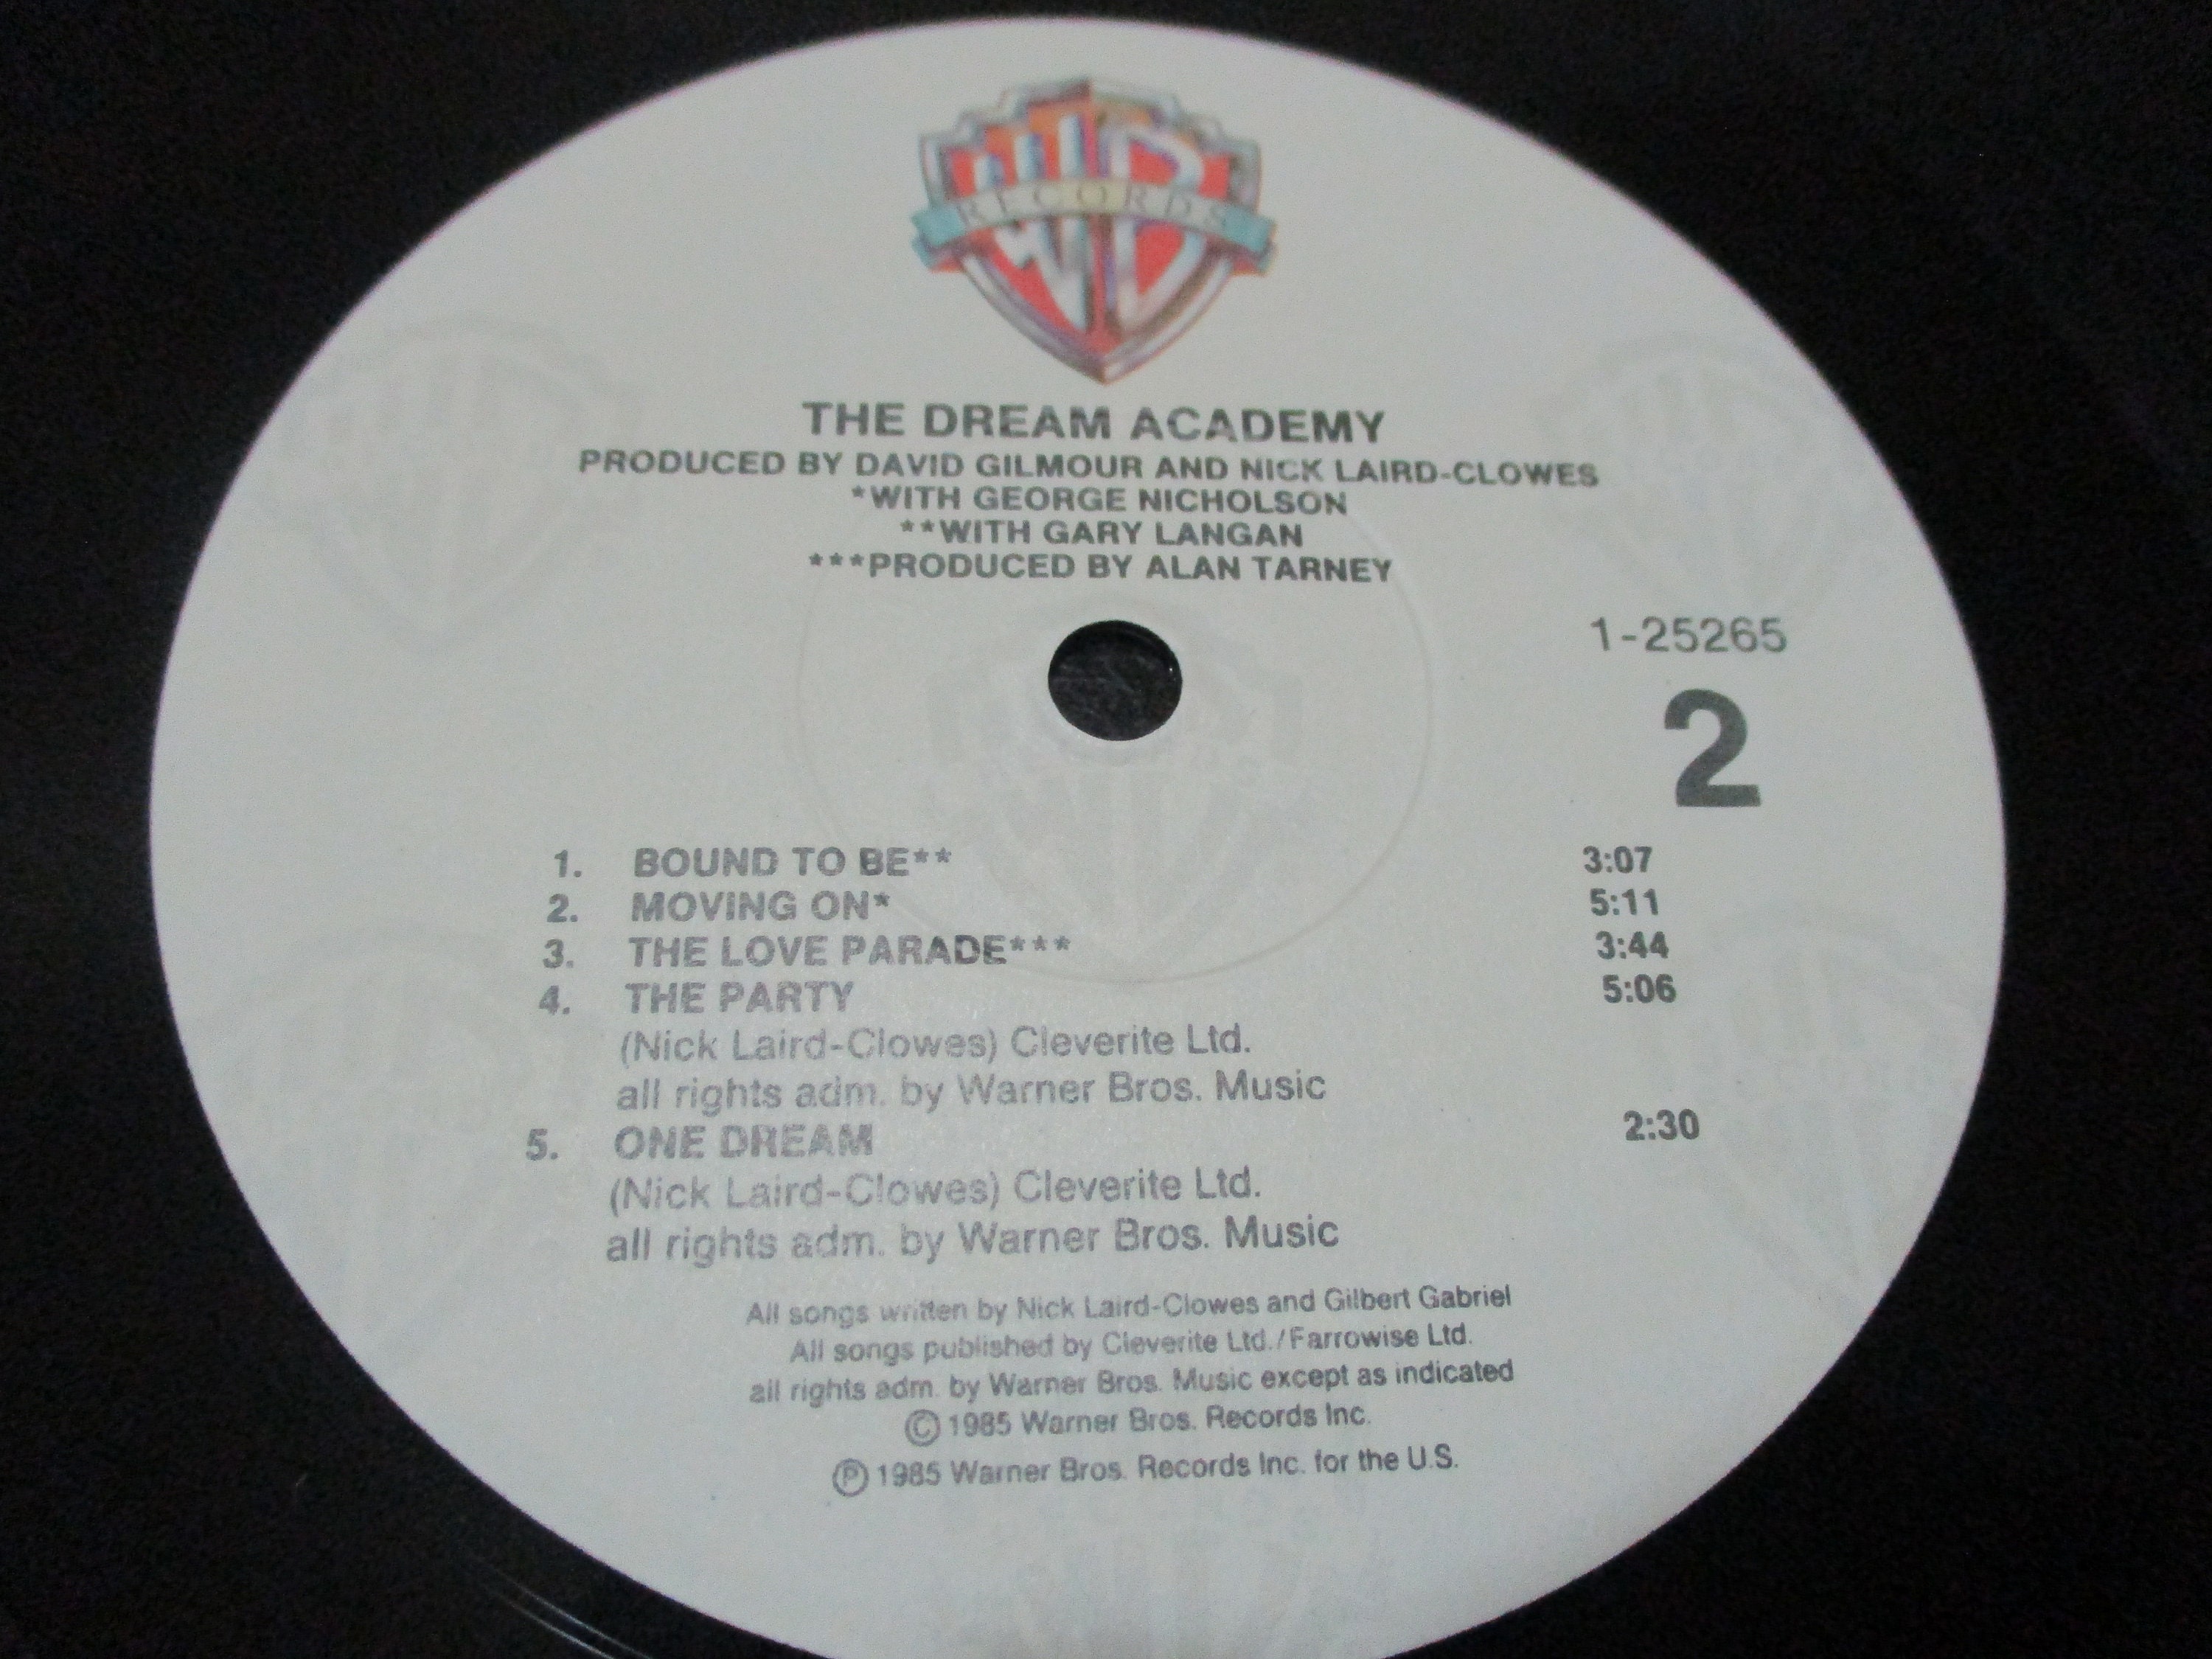 WB
RECORDS
THE DREAM ACADEMY
PRODUCED BY DAVID GILMOUR AND NICK LAIRD-CLOWES
*WITH GEORGE NICHOLSON
**WITH GARY LANGAN
***PRODUCED BY ALAN TARNEY
1-25265
2
1. BOUND TO BE** 3:07
2. MOVING ON* 5:11
3. THE LOVE PARADE*** 3:44
4. THE PARTY 5:06
(Nick Laird-Clowes) Cleverite Ltd.
all rights adm. by Warner Bros. Music
5. ONE DREAM 2:30
(Nick Laird-Clowes) Cleverite Ltd.
all rights adm. by Warner Bros. Music
All songs written by Nick Laird-Clowes and Gilbert Gabriel
All songs published by Cleverite Ltd./Farrowise Ltd.
all rights adm. by Warner Bros. Music except as indicated
© 1985 Warner Bros. Records Inc.
℗ 1985 Warner Bros. Records Inc. for the U.S.